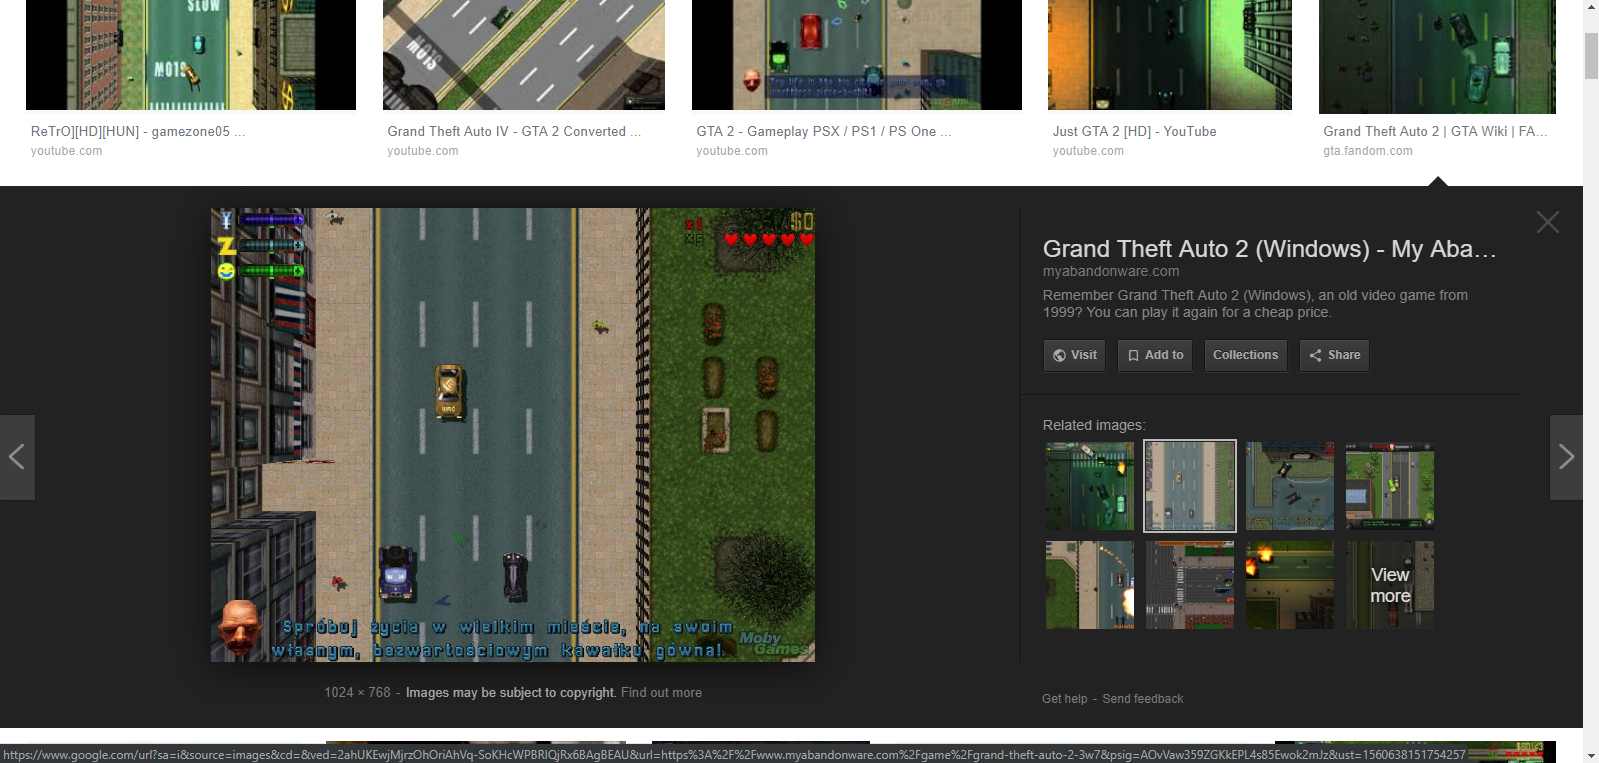 SLOW
SLOW
SLOW
ReTrO][HD][HUN] - gamezone05 ...
youtube.com
Grand Theft Auto IV - GTA 2 Converted ...
youtube.com
GTA 2 - Gameplay PSX / PS1 / PS One ...
youtube.com
Just GTA 2 [HD] - YouTube
youtube.com
Grand Theft Auto 2 | GTA Wiki | FA...
gta.fandom.com
$0
x1
x5
Z
Spróbuj życia w wielkim mieście, na swoim
własnym, bezwartościowym kawałku gówna!.
Moby
Games
1024 × 768 - Images may be subject to copyright. Find out more
Grand Theft Auto 2 (Windows) - My Aba...
myabandonware.com
Remember Grand Theft Auto 2 (Windows), an old video game from
1999? You can play it again for a cheap price.
Visit
Add to
Collections
Share
Related images:
View
more
Get help - Send feedback
https://www.google.com/url?sa=i&source=images&cd=&ved=2ahUKEwjMjrzOhOriAhVq-SoKHcWPBRIQjRx6BAgBEAU&url=https%3A%2F%2Fwww.myabandonware.com%2Fgame%2Fgrand-theft-auto-2-3w7&psig=AOvVaw359ZGKkEPL4s85Ewok2mJz&ust=1560638151754257